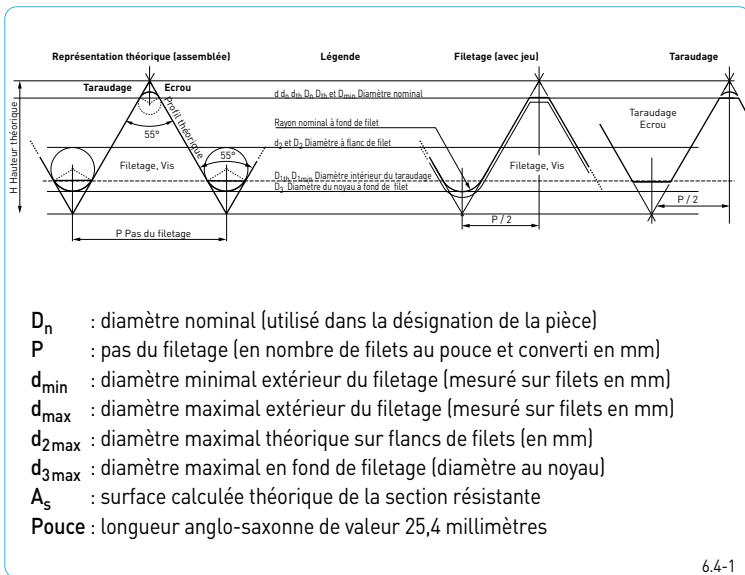 Représentation théorique (assemblée) Légende Filetage (avec jeu) Taraudage
Taraudage Ecrou
d dn dth Dn Dth et Dmin Diamètre nominal
H Hauteur théorique
Profil théorique
Rayon nominal à fond de filet
Taraudage
Ecrou
55°
d2 et D2 Diamètre à flanc de filet
55°
Filetage, Vis
Filetage, Vis
D1th D1min Diamètre intérieur du taraudage
D3 Diamètre du noyau à fond de filet
P / 2
P / 2
P Pas du filetage
Dn : diamètre nominal (utilisé dans la désignation de la pièce)
P : pas du filetage (en nombre de filets au pouce et converti en mm)
dmin : diamètre minimal extérieur du filetage (mesuré sur filets en mm)
dmax : diamètre maximal extérieur du filetage (mesuré sur filets en mm)
d2max : diamètre maximal théorique sur flancs de filets (en mm)
d3max : diamètre maximal en fond de filetage (diamètre au noyau)
As : surface calculée théorique de la section résistante
Pouce : longueur anglo-saxonne de valeur 25,4 millimètres
6.4-1